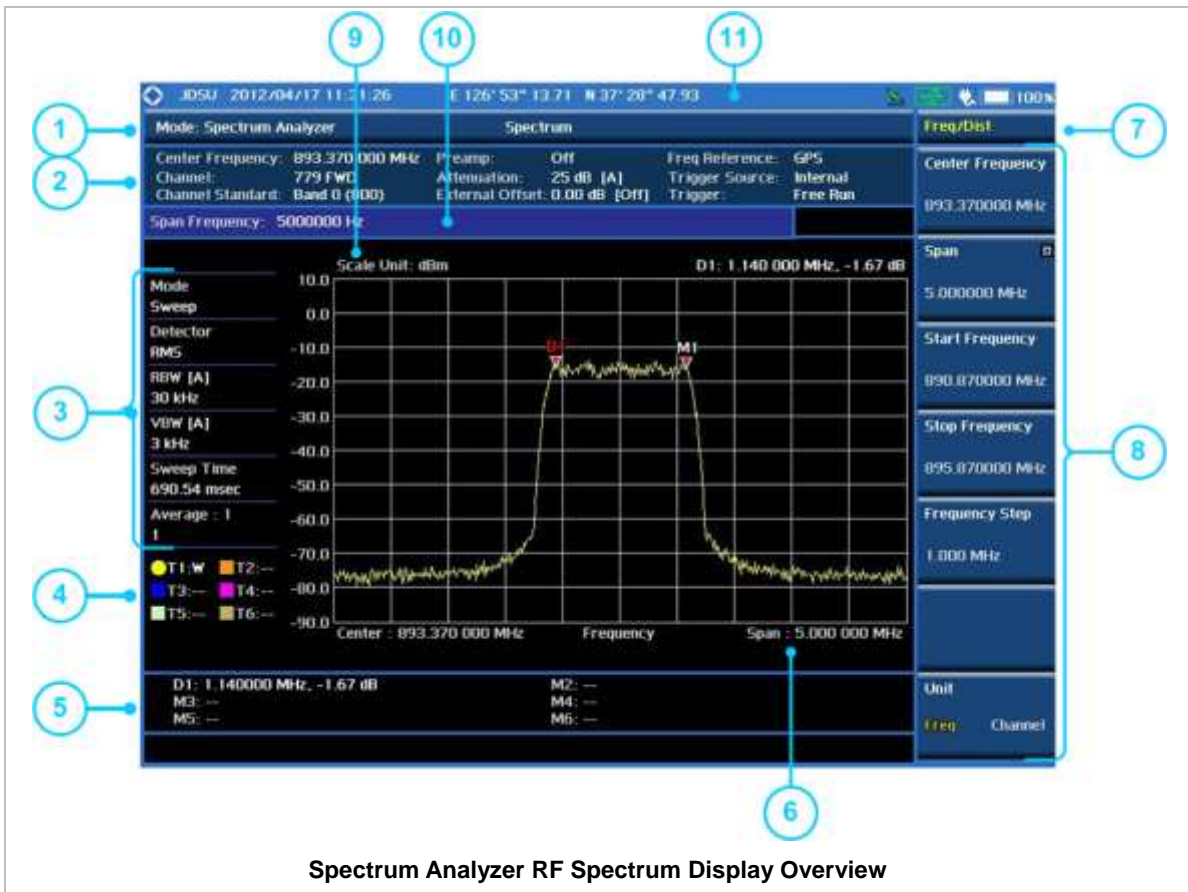 9 10 11
JDSU 2012/04/17 11:31:26 E 126° 53" 13.71 N 37° 28" 47.93 100%
1 Mode: Spectrum Analyzer Spectrum Freq/Dist 7
2
Center Frequency: 893.370 000 MHz Preamp: Off Freq Reference: GPS
Channel: 779 FWD Attenuation: 25 dB [A] Trigger Source: Internal
Channel Standard: Band 0 (800) External Offset: 0.00 dB [Off] Trigger: Free Run
Span Frequency: 5000000 Hz
Scale Unit: dBm D1: 1.140 000 MHz, -1.67 dB
3
Mode
Sweep
Detector
RMS
RBW [A]
30 kHz
VBW [A]
3 kHz
Sweep Time
690.54 msec
Average : 1
1
4
T1:W T2:--
T3:-- T4:--
T5:-- T6:--
10.0
0.0
-10.0
-20.0
-30.0
-40.0
-50.0
-60.0
-70.0
-80.0
-90.0
D1 M1
Center : 893.370 000 MHz Frequency Span : 5.000 000 MHz
5
D1: 1.140000 MHz, -1.67 dB M2: --
M3: -- M4: --
M5: -- M6: --
6
Center Frequency
893.370000 MHz
Span
5.000000 MHz
Start Frequency
890.870000 MHz
Stop Frequency
895.870000 MHz
Frequency Step
1.000 MHz
Unit
Freq Channel
8
Spectrum Analyzer RF Spectrum Display Overview